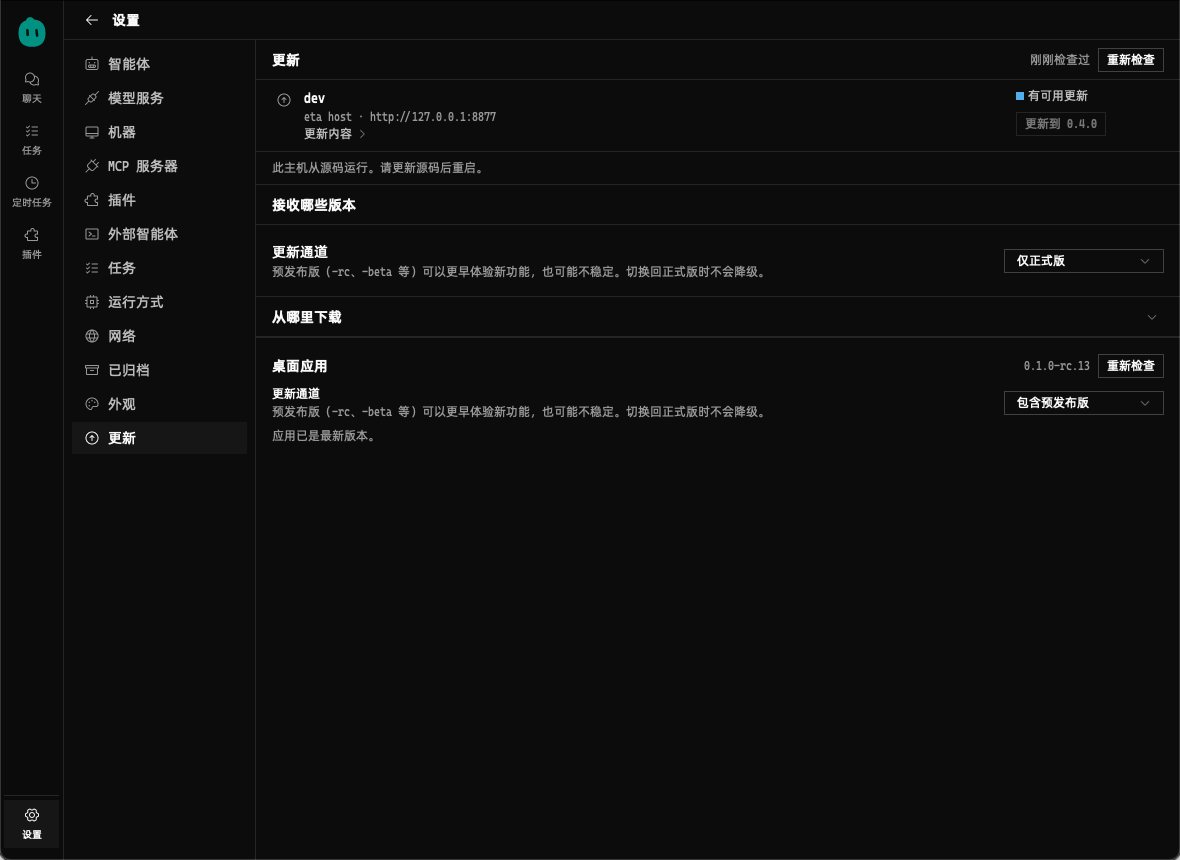 设置
聊天
任务
定时任务
插件
设置
智能体
模型服务
机器
MCP 服务器
插件
外部智能体
任务
运行方式
网络
已归档
外观
更新
更新
刚刚检查过
重新检查
dev
eta host · http://127.0.0.1:8877
更新内容
有可用更新
更新到 0.4.0
此主机从源码运行。请更新源码后重启。
接收哪些版本
更新通道
预发布版（-rc、-beta 等）可以更早体验新功能，也可能不稳定。切换回正式版时不会降级。
仅正式版
从哪里下载
桌面应用
0.1.0-rc.13
重新检查
更新通道
预发布版（-rc、-beta 等）可以更早体验新功能，也可能不稳定。切换回正式版时不会降级。
包含预发布版
应用已是最新版本。